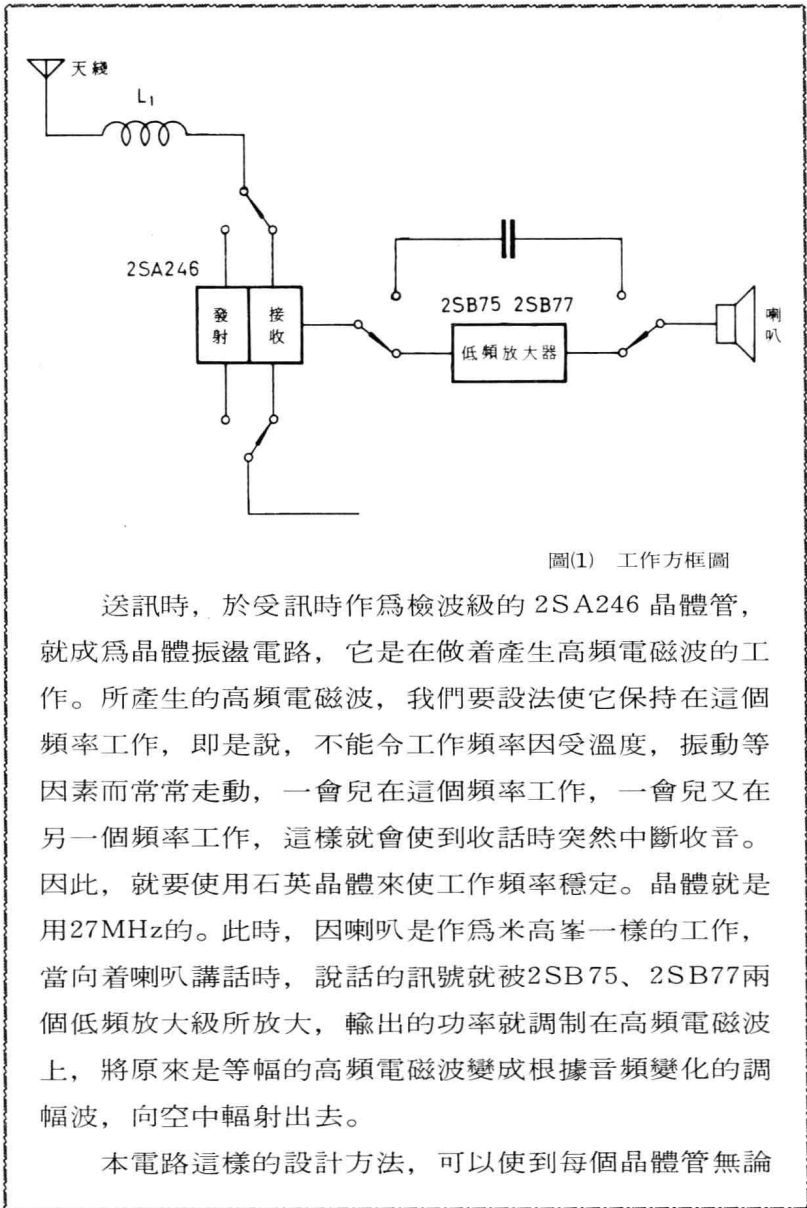 天綫
L₁
2SA246
發射
接收
2SB75 2SB77
低頻放大器
喇叭
圖(1) 工作方框圖
送訊時，於受訊時作爲檢波級的 2SA246 晶體管，
就成爲晶體振盪電路，它是在做着產生高頻電磁波的工
作。所產生的高頻電磁波，我們要設法使它保持在這個
頻率工作，即是說，不能令工作頻率因受溫度，振動等
因素而常常走動，一會兒在這個頻率工作，一會兒又在
另一個頻率工作，這樣就會使到收話時突然中斷收音。
因此，就要使用石英晶體來使工作頻率穩定。晶體就是
用27MHz的。此時，因喇叭是作爲米高峯一樣的工作，
當向着喇叭講話時，說話的訊號就被2SB75、2SB77兩
個低頻放大級所放大，輸出的功率就調制在高頻電磁波
上，將原來是等幅的高頻電磁波變成根據音頻變化的調
幅波，向空中輻射出去。
本電路這樣的設計方法，可以使到每個晶體管無論